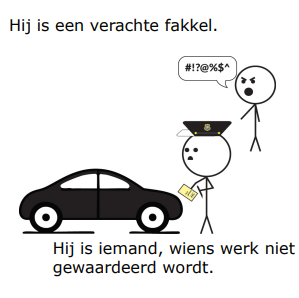 Hij is een verachte fakkel.
#!?@%$^
Hij is iemand, wiens werk niet
gewaardeerd wordt.